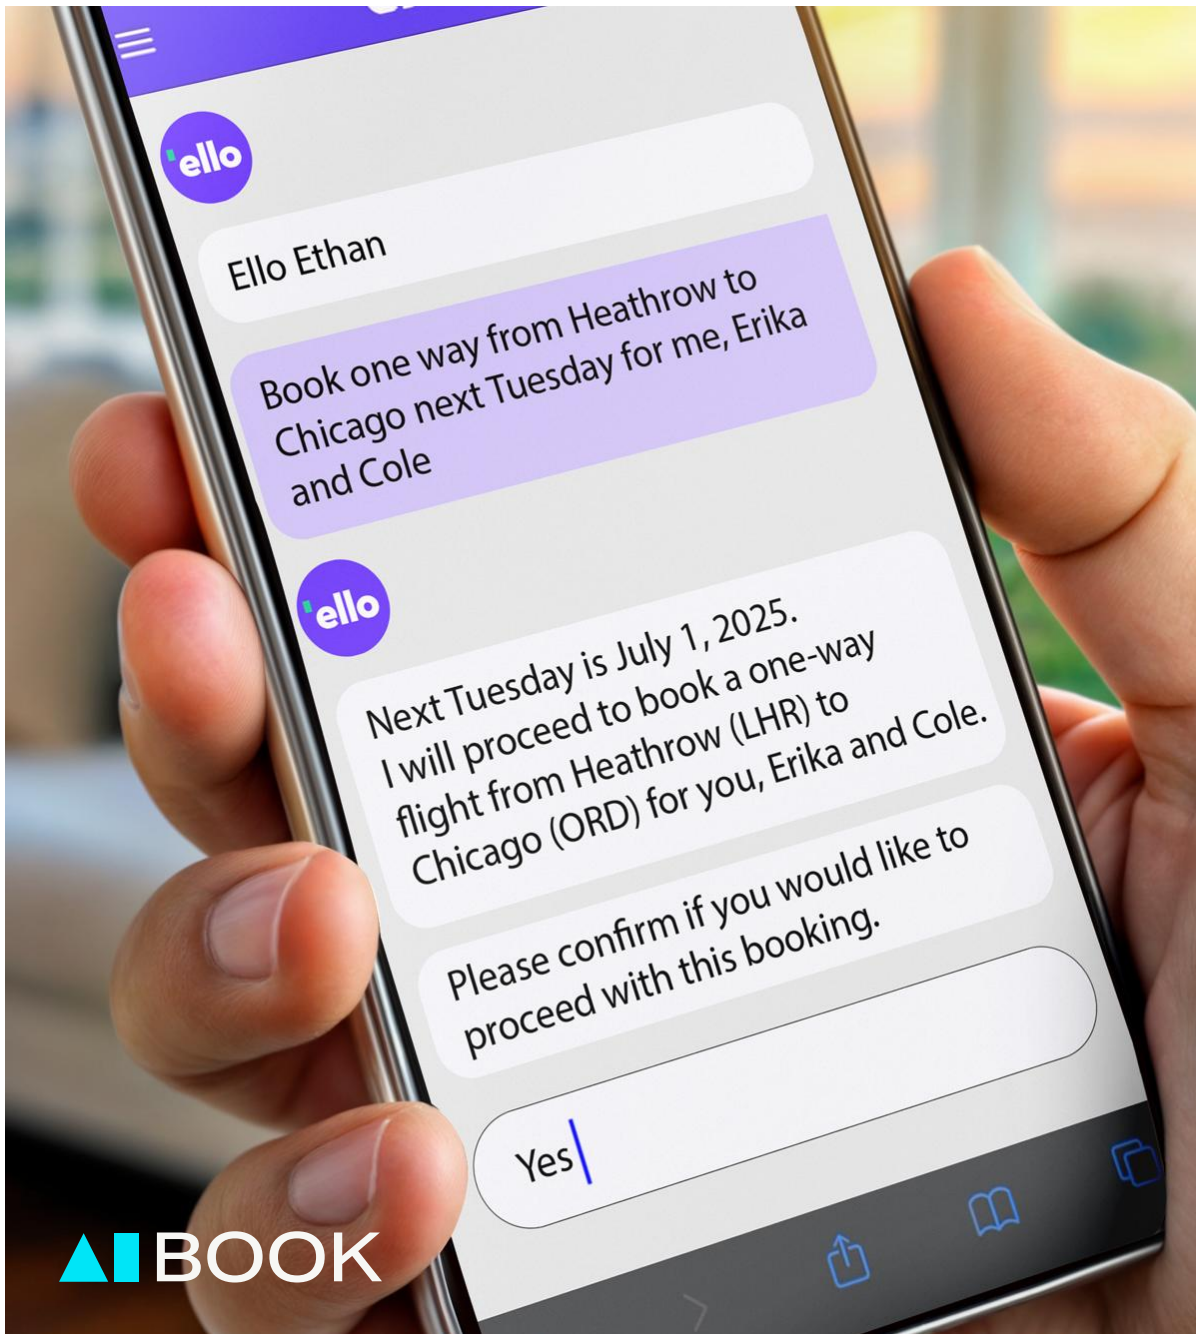 'ello
Ello Ethan
Book one way from Heathrow to
Chicago next Tuesday for me, Erika
and Cole
'ello
Next Tuesday is July 1, 2025.
I will proceed to book a one-way
flight from Heathrow (LHR) to
Chicago (ORD) for you, Erika and Cole.
Please confirm if you would like to
proceed with this booking.
Yes
AI BOOK